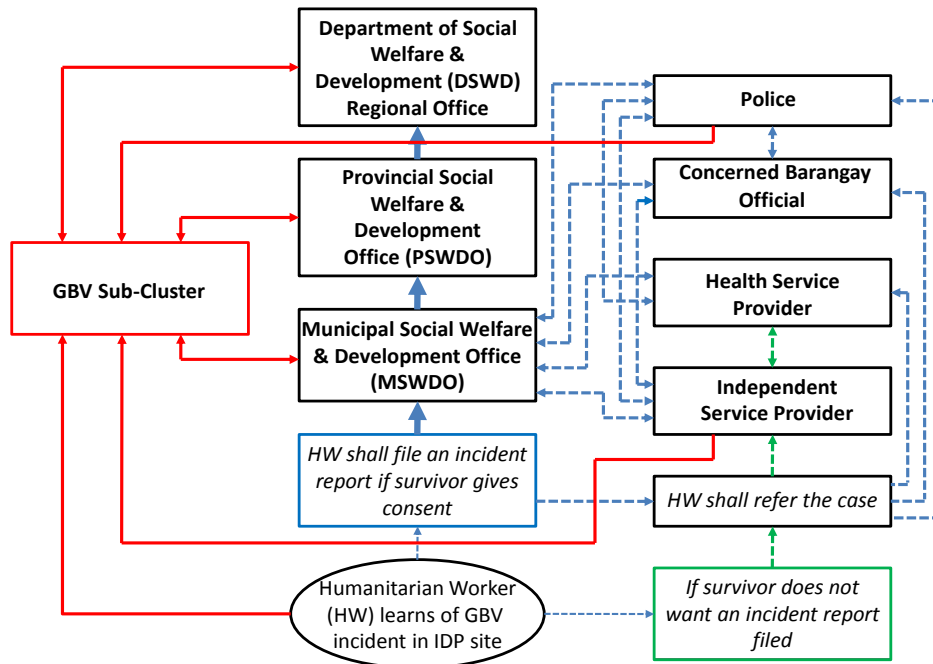 Department of Social
Welfare &
Development (DSWD)
Regional Office
Police
Provincial Social
Welfare &
Development
Office (PSWDO)
Concerned Barangay
Official
GBV Sub-Cluster
Health Service
Provider
Municipal Social Welfare
& Development Office
(MSWDO)
Independent
Service Provider
HW shall file an incident
report if survivor gives
consent
HW shall refer the case
Humanitarian Worker
(HW) learns of GBV
incident in IDP site
If survivor does not
want an incident report
filed